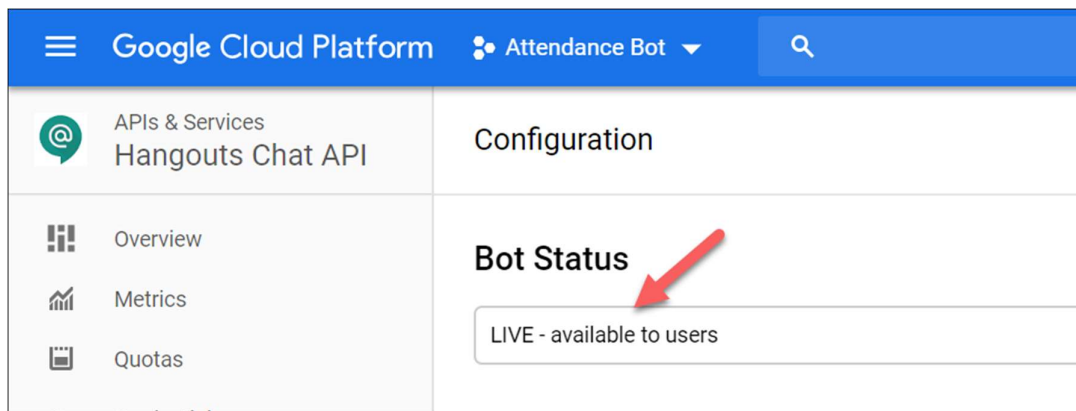 Google Cloud Platform
Attendance Bot
APIs & Services
Hangouts Chat API
Configuration
Overview
Metrics
Quotas
Bot Status
LIVE - available to users